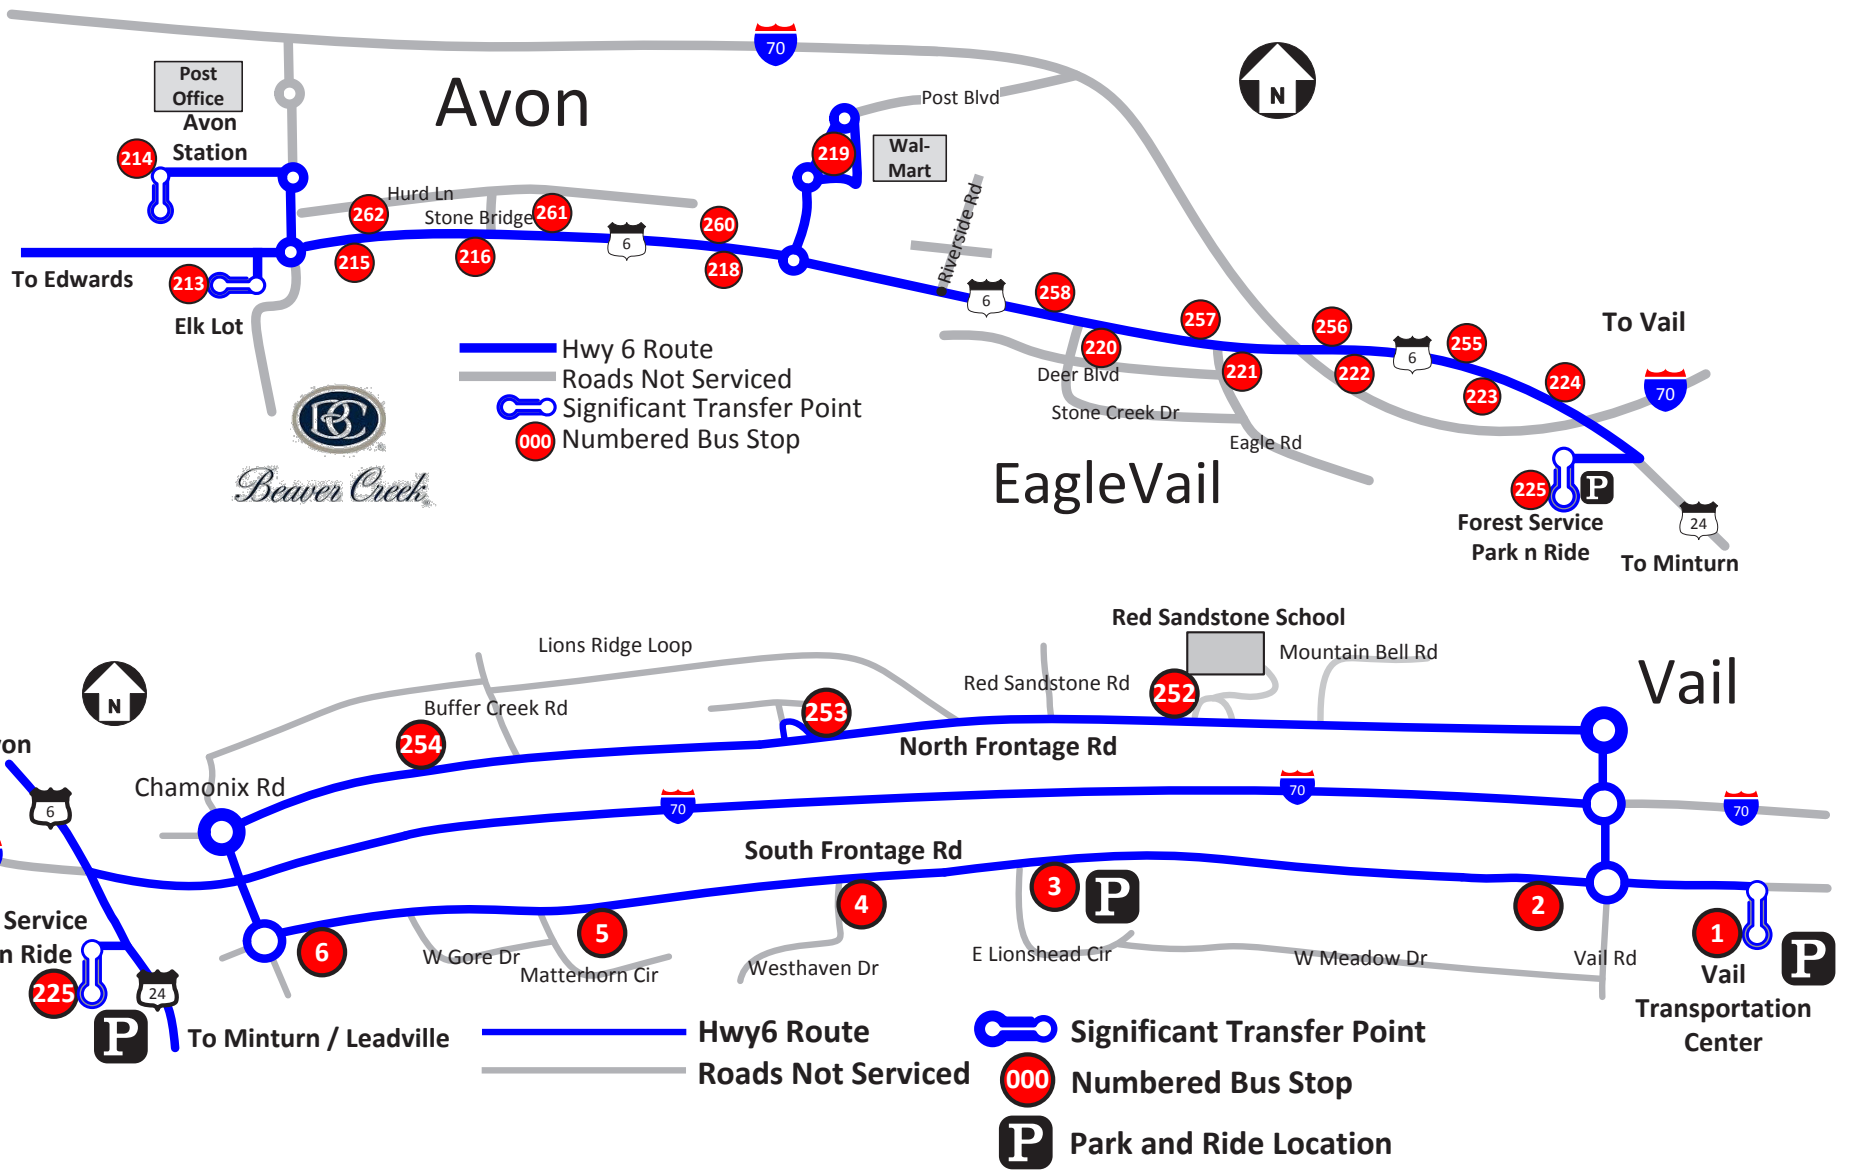 70
N
Post
Office
Avon
Avon
Station
Post Blvd
214
219
Wal-
Mart
Hurd Ln
262
Stone Bridge
261
260
6
215
216
218
Riverside Rd
To Edwards
213
Elk Lot
6
258
257
256
255
To Vail
220
221
222
6
223
224
70
Deer Blvd
Stone Creek Dr
Eagle Rd
Hwy 6 Route
Roads Not Serviced
Significant Transfer Point
000 Numbered Bus Stop
BC
Beaver Creek
EagleVail
225
P
Forest Service
Park n Ride
24
To Minturn
Red Sandstone School
Lions Ridge Loop
Mountain Bell Rd
N
Red Sandstone Rd
252
Vail
Buffer Creek Rd
253
254
North Frontage Rd
von
Chamonix Rd
6
70
70
70
South Frontage Rd
3
P
4
2
5
6
1
P
Service
n Ride
225
24
P
W Gore Dr
Matterhorn Cir
Westhaven Dr
E Lionshead Cir
W Meadow Dr
Vail Rd
Vail
Transportation
Center
To Minturn / Leadville
Hwy6 Route
Roads Not Serviced
Significant Transfer Point
000 Numbered Bus Stop
P Park and Ride Location